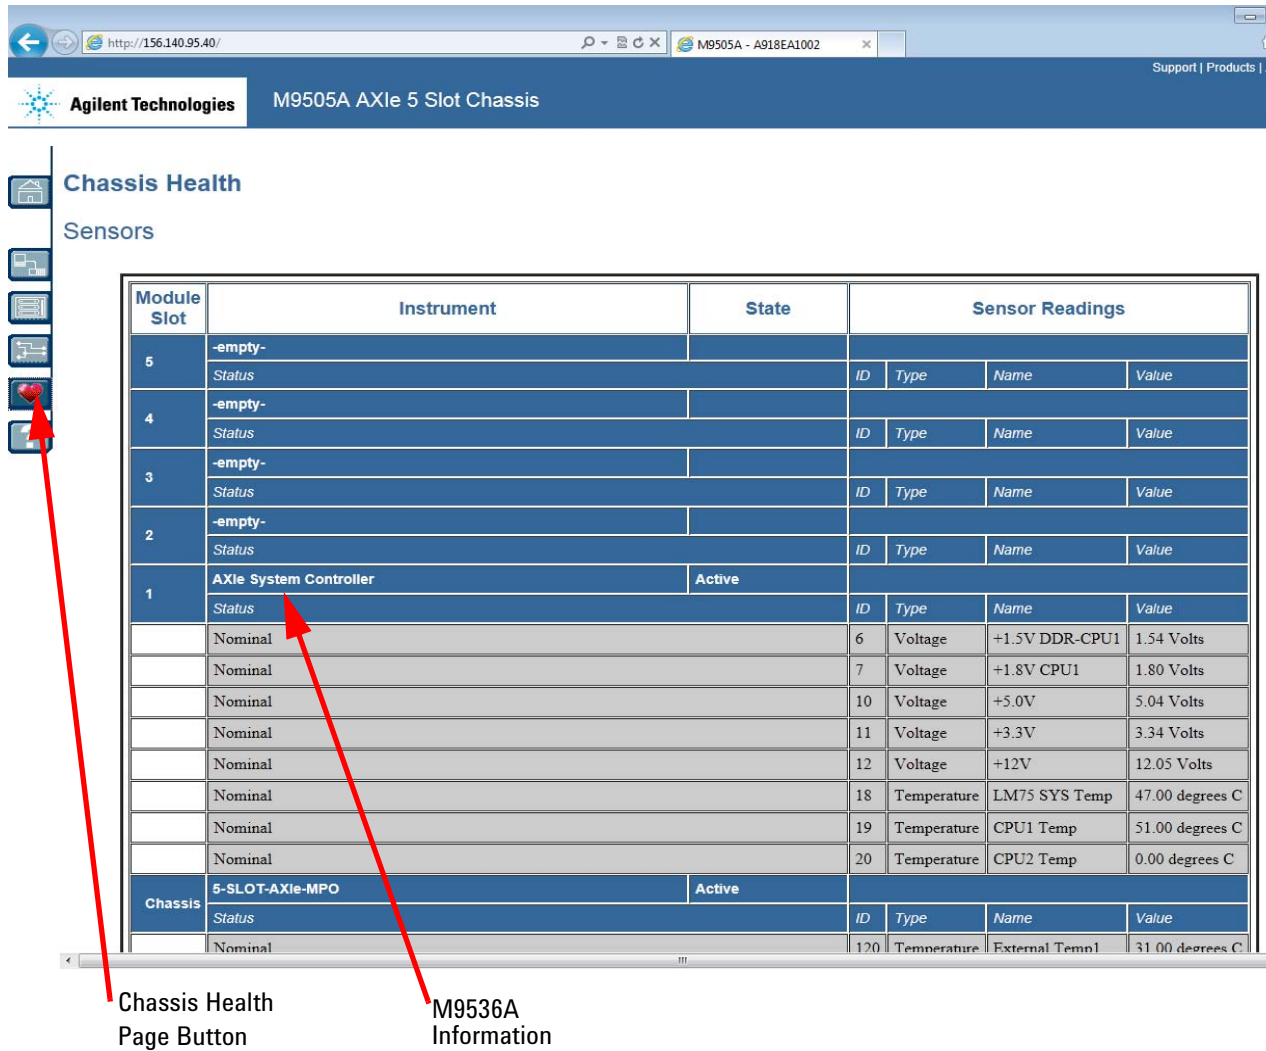 http://156.140.95.40/
M9505A - A918EA1002
Support | Products |
Agilent Technologies
M9505A AXIe 5 Slot Chassis
Chassis Health
Sensors
Module Slot Instrument State Sensor Readings
5 -empty-
Status ID Type Name Value
4 -empty-
Status ID Type Name Value
3 -empty-
Status ID Type Name Value
2 -empty-
Status ID Type Name Value
1 AXIe System Controller Active
Status ID Type Name Value
Nominal 6 Voltage +1.5V DDR-CPU1 1.54 Volts
Nominal 7 Voltage +1.8V CPU1 1.80 Volts
Nominal 10 Voltage +5.0V 5.04 Volts
Nominal 11 Voltage +3.3V 3.34 Volts
Nominal 12 Voltage +12V 12.05 Volts
Nominal 18 Temperature LM75 SYS Temp 47.00 degrees C
Nominal 19 Temperature CPU1 Temp 51.00 degrees C
Nominal 20 Temperature CPU2 Temp 0.00 degrees C
Chassis 5-SLOT-AXIe-MPO Active
Status ID Type Name Value
Nominal 120 Temperature External Temp1 31.00 degrees C
Chassis Health
Page Button
M9536A
Information